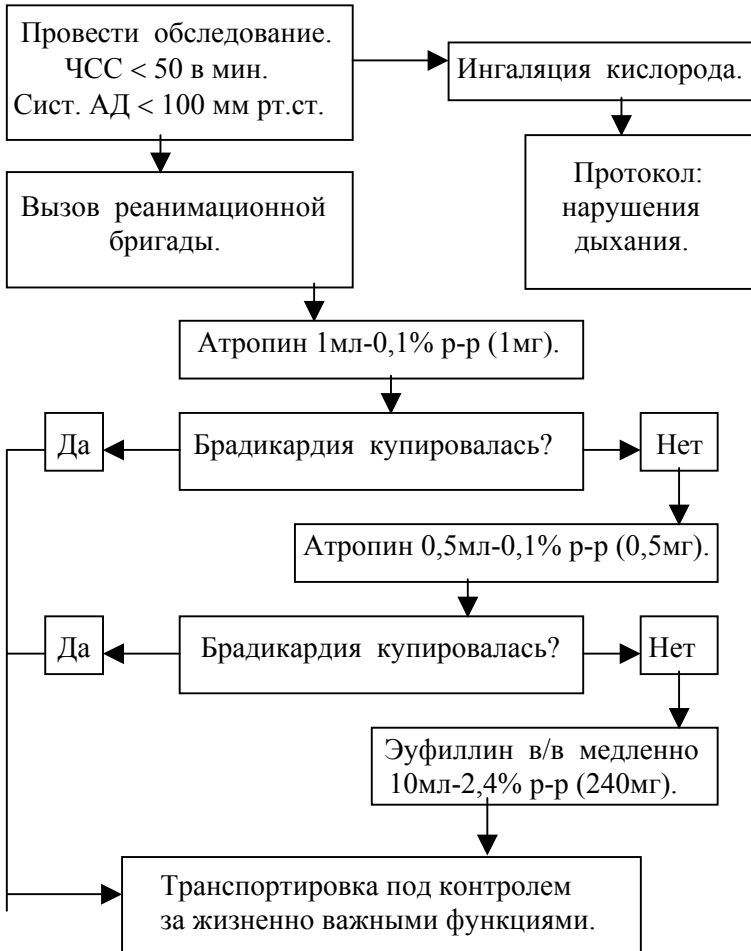 Провести обследование.
ЧСС < 50 в мин.
Сист. АД < 100 мм рт.ст.
Ингаляция кислорода.
Протокол:
нарушения
дыхания.
Вызов реанимационной
бригады.
Атропин 1мл-0,1% р-р (1мг).
Да
Брадикардия купировалась?
Нет
Атропин 0,5мл-0,1% р-р (0,5мг).
Да
Брадикардия купировалась?
Нет
Эуфиллин в/в медленно
10мл-2,4% р-р (240мг).
Транспортировка под контролем
за жизненно важными функциями.